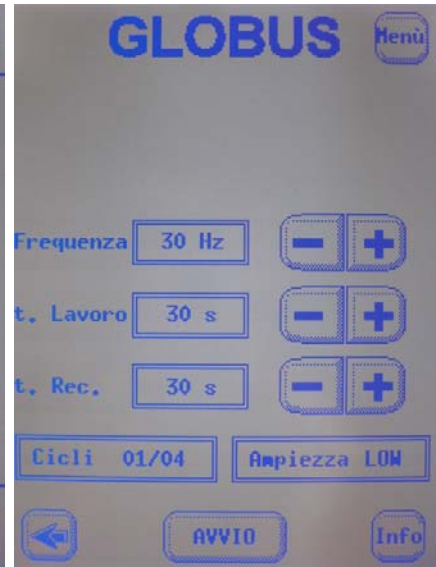 GLOBUS Menù
Frequenza 30 Hz - +
t. Lavoro 30 s - +
t. Rec. 30 s - +
Cicli 01/04 Ampiezza LOW
AVVIO Info